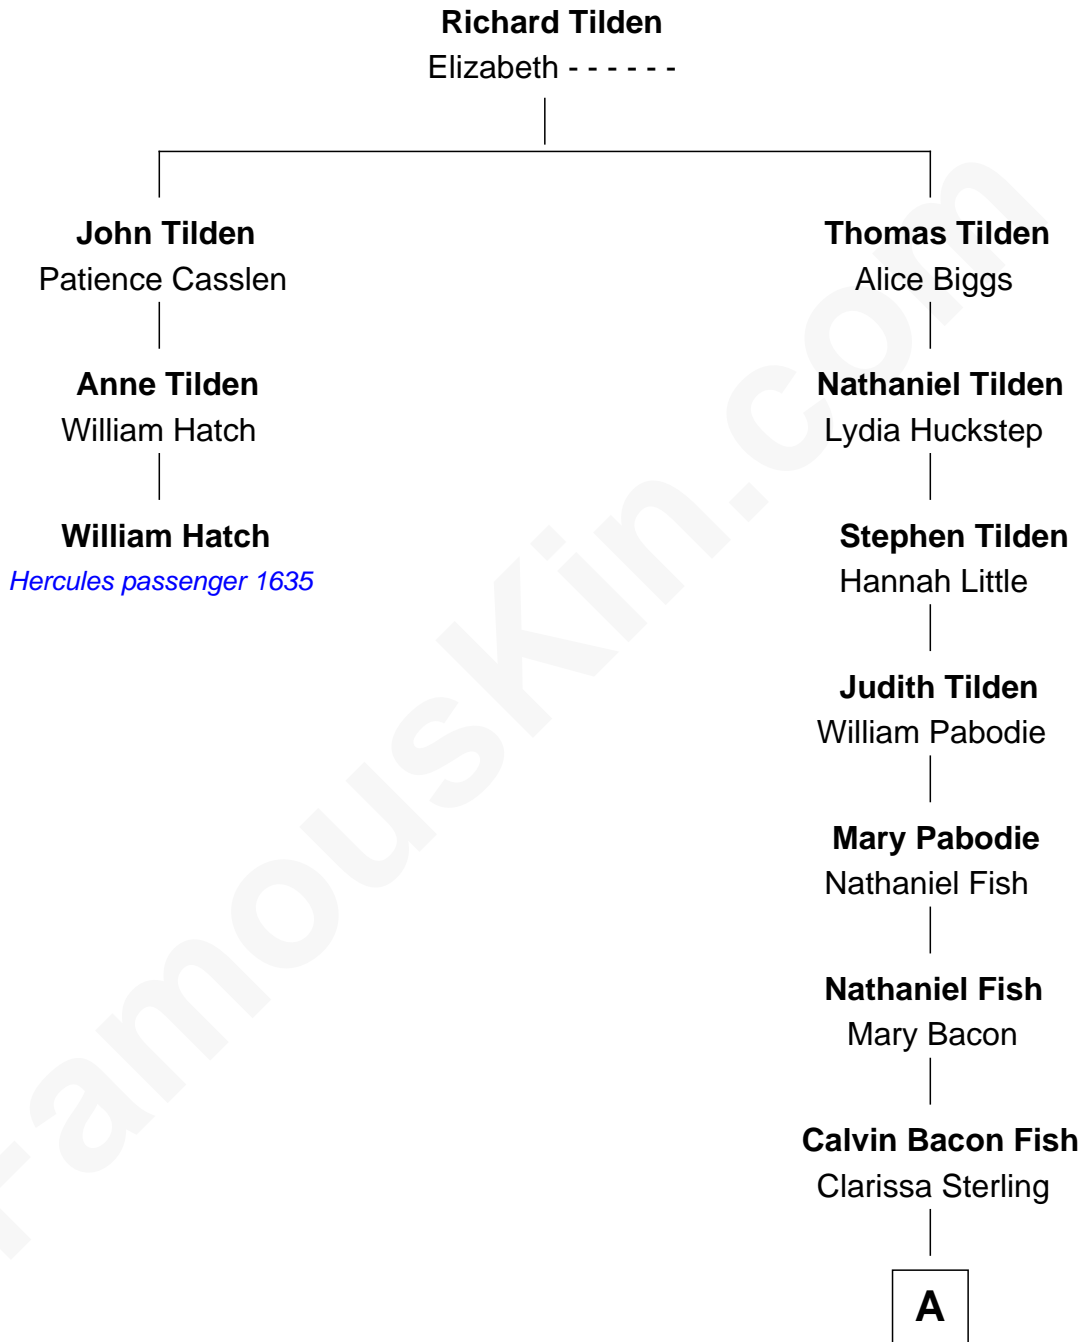 Richard Tilden
Elizabeth - - - - - -
John Tilden
Patience Casslen
Anne Tilden
William Hatch
William Hatch
Hercules passenger 1635
Thomas Tilden
Alice Biggs
Nathaniel Tilden
Lydia Huckstep
Stephen Tilden
Hannah Little
Judith Tilden
William Pabodie
Mary Pabodie
Nathaniel Fish
Nathaniel Fish
Mary Bacon
Calvin Bacon Fish
Clarissa Sterling
A
FamousKin.com